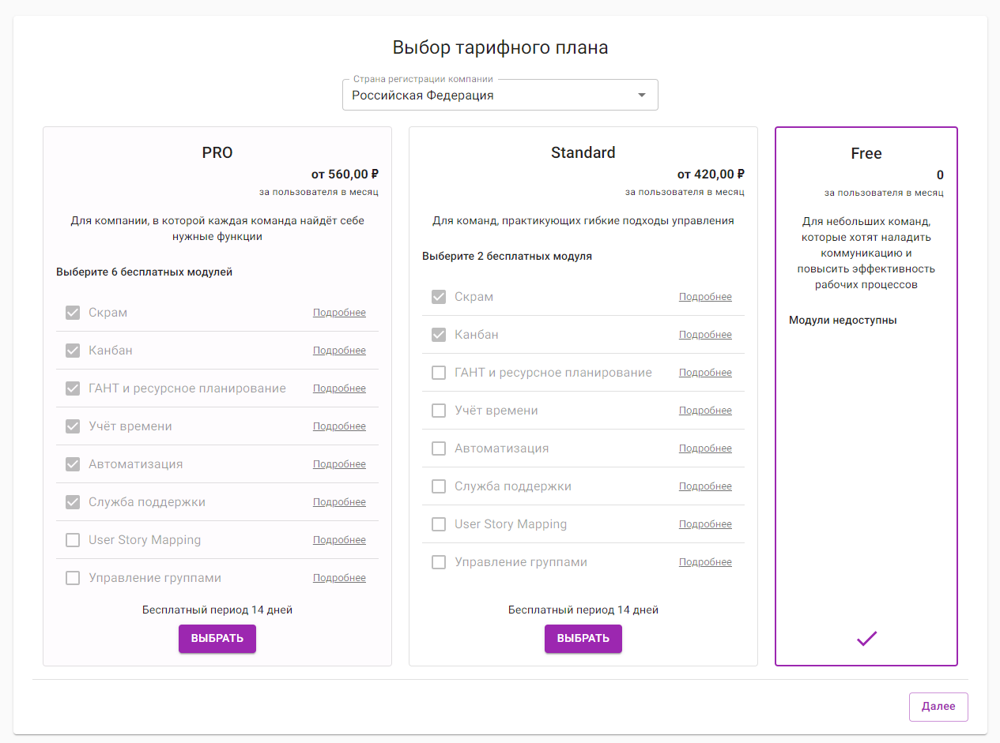 Выбор тарифного плана
Страна регистрации компании
Российская Федерация
PRO
от 560,00 ₽
за пользователя в месяц
Для компании, в которой каждая команда найдёт себе
нужные функции
Выберите 6 бесплатных модулей
Скрам Подробнее
Канбан Подробнее
ГАНТ и ресурсное планирование Подробнее
Учёт времени Подробнее
Автоматизация Подробнее
Служба поддержки Подробнее
User Story Mapping Подробнее
Управление группами Подробнее
Бесплатный период 14 дней
ВЫБРАТЬ
Standard
от 420,00 ₽
за пользователя в месяц
Для команд, практикующих гибкие подходы управления
Выберите 2 бесплатных модуля
Скрам Подробнее
Канбан Подробнее
ГАНТ и ресурсное планирование Подробнее
Учёт времени Подробнее
Автоматизация Подробнее
Служба поддержки Подробнее
User Story Mapping Подробнее
Управление группами Подробнее
Бесплатный период 14 дней
ВЫБРАТЬ
Free
0
за пользователя в месяц
Для небольших команд,
которые хотят наладить
коммуникацию и
повысить эффективность
рабочих процессов
Модули недоступны
Далее